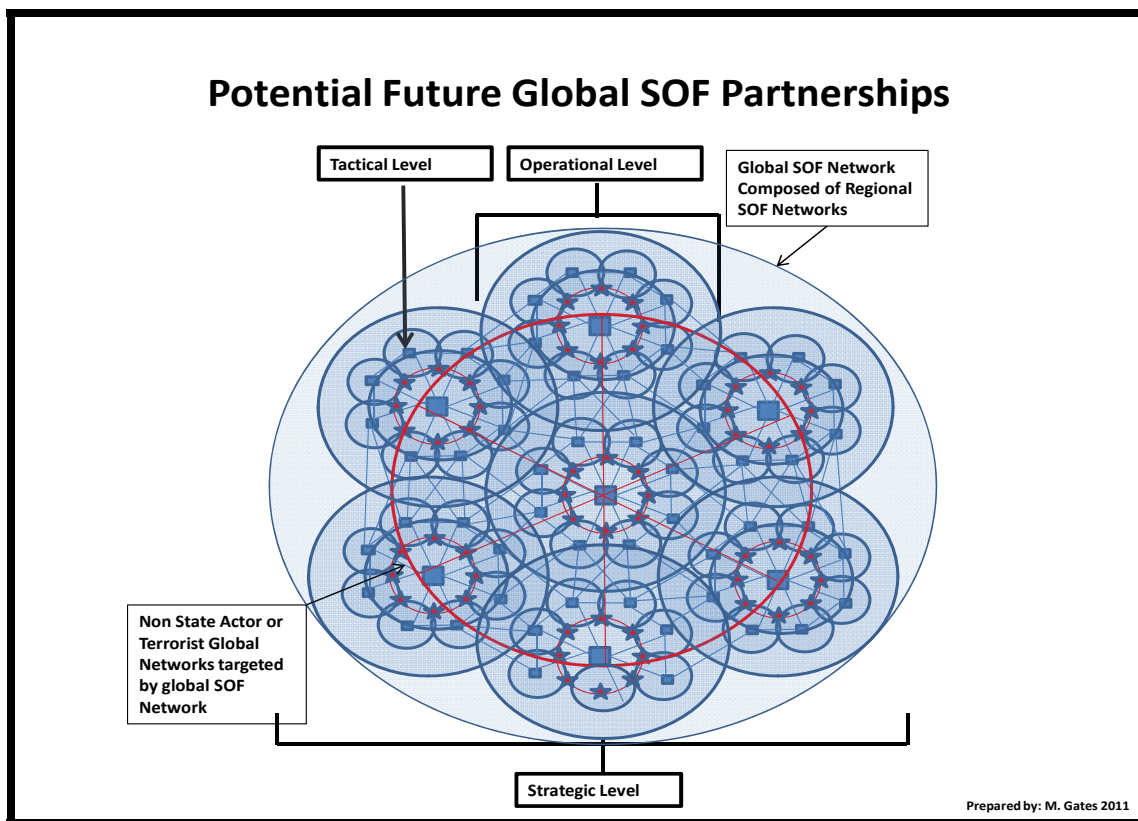 Potential Future Global SOF Partnerships
Tactical Level
Operational Level
Global SOF Network
Composed of Regional
SOF Networks
Non State Actor or
Terrorist Global
Networks targeted
by global SOF
Network
Strategic Level
Prepared by: M. Gates 2011